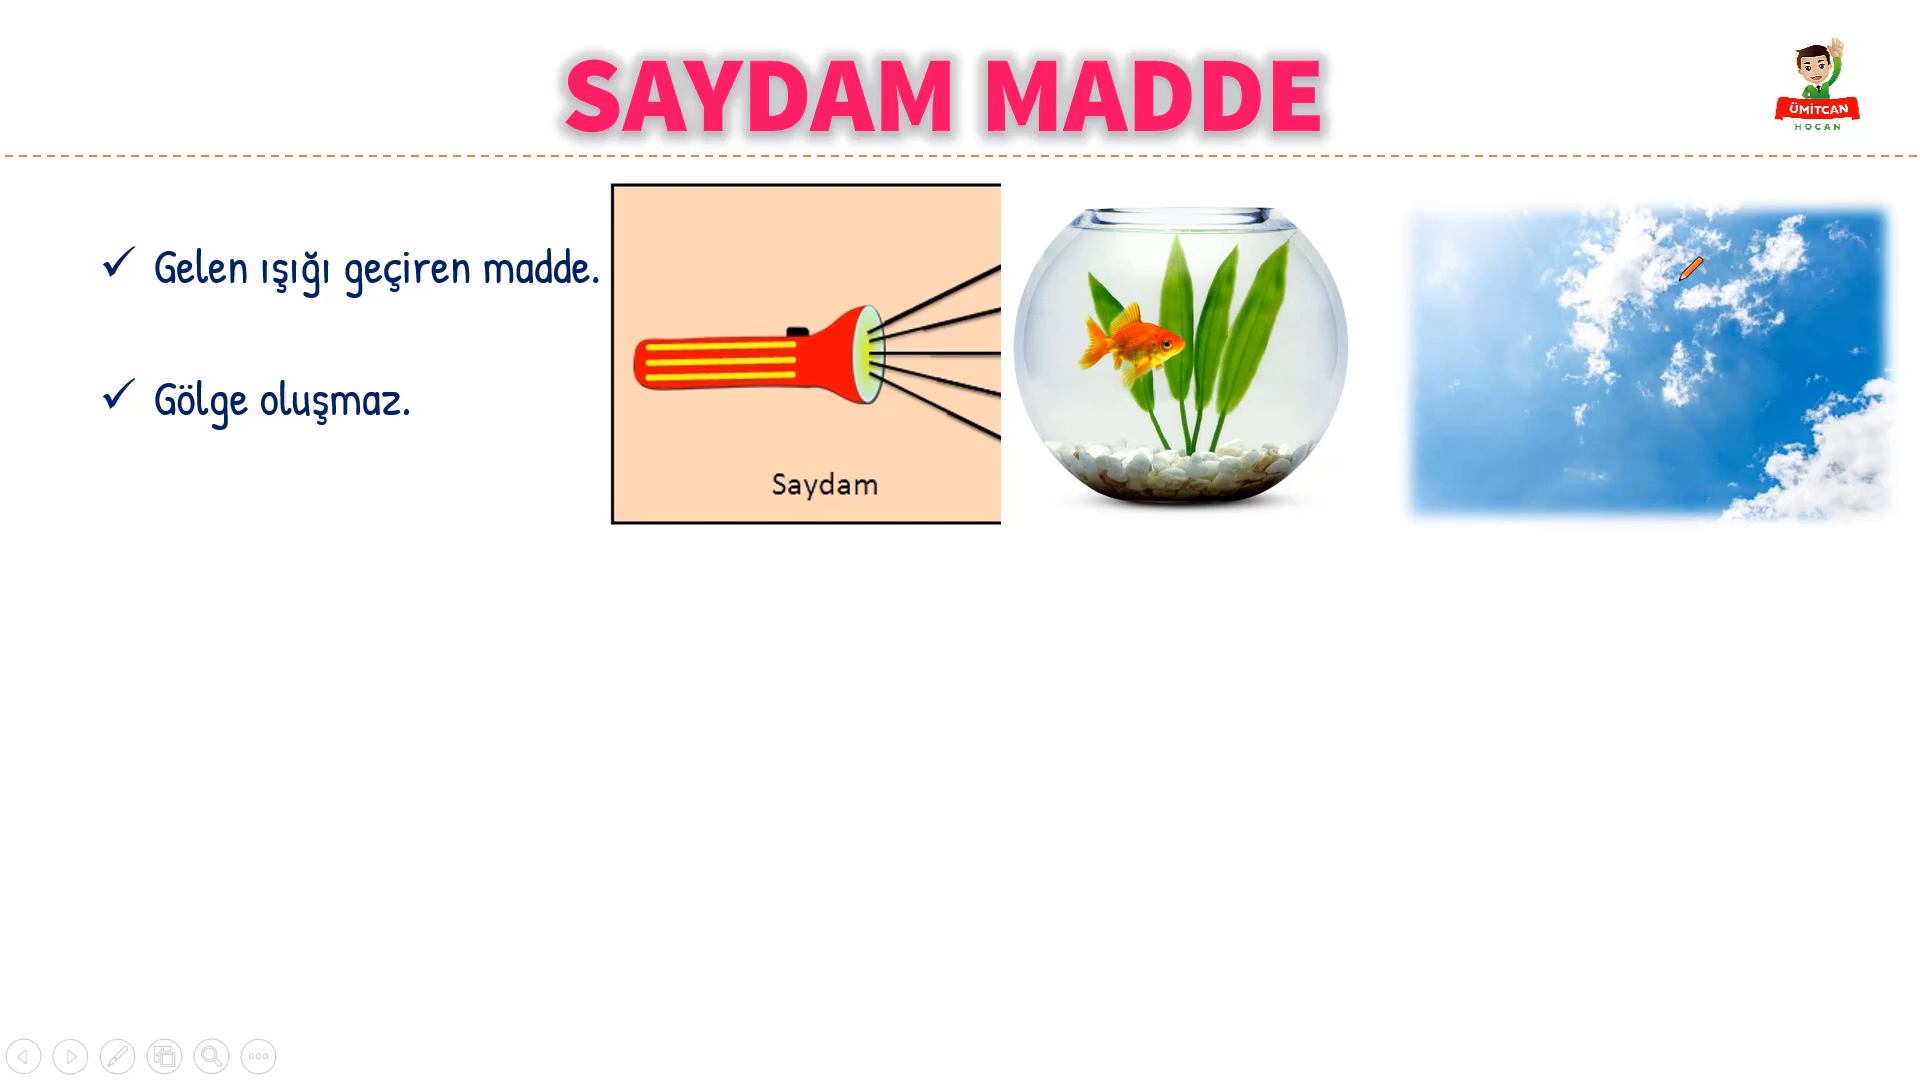 SAYDAM MADDE
ÜMİTCAN
HOCAN
✓ Gelen ışığı geçiren madde.
✓ Gölge oluşmaz.
Saydam